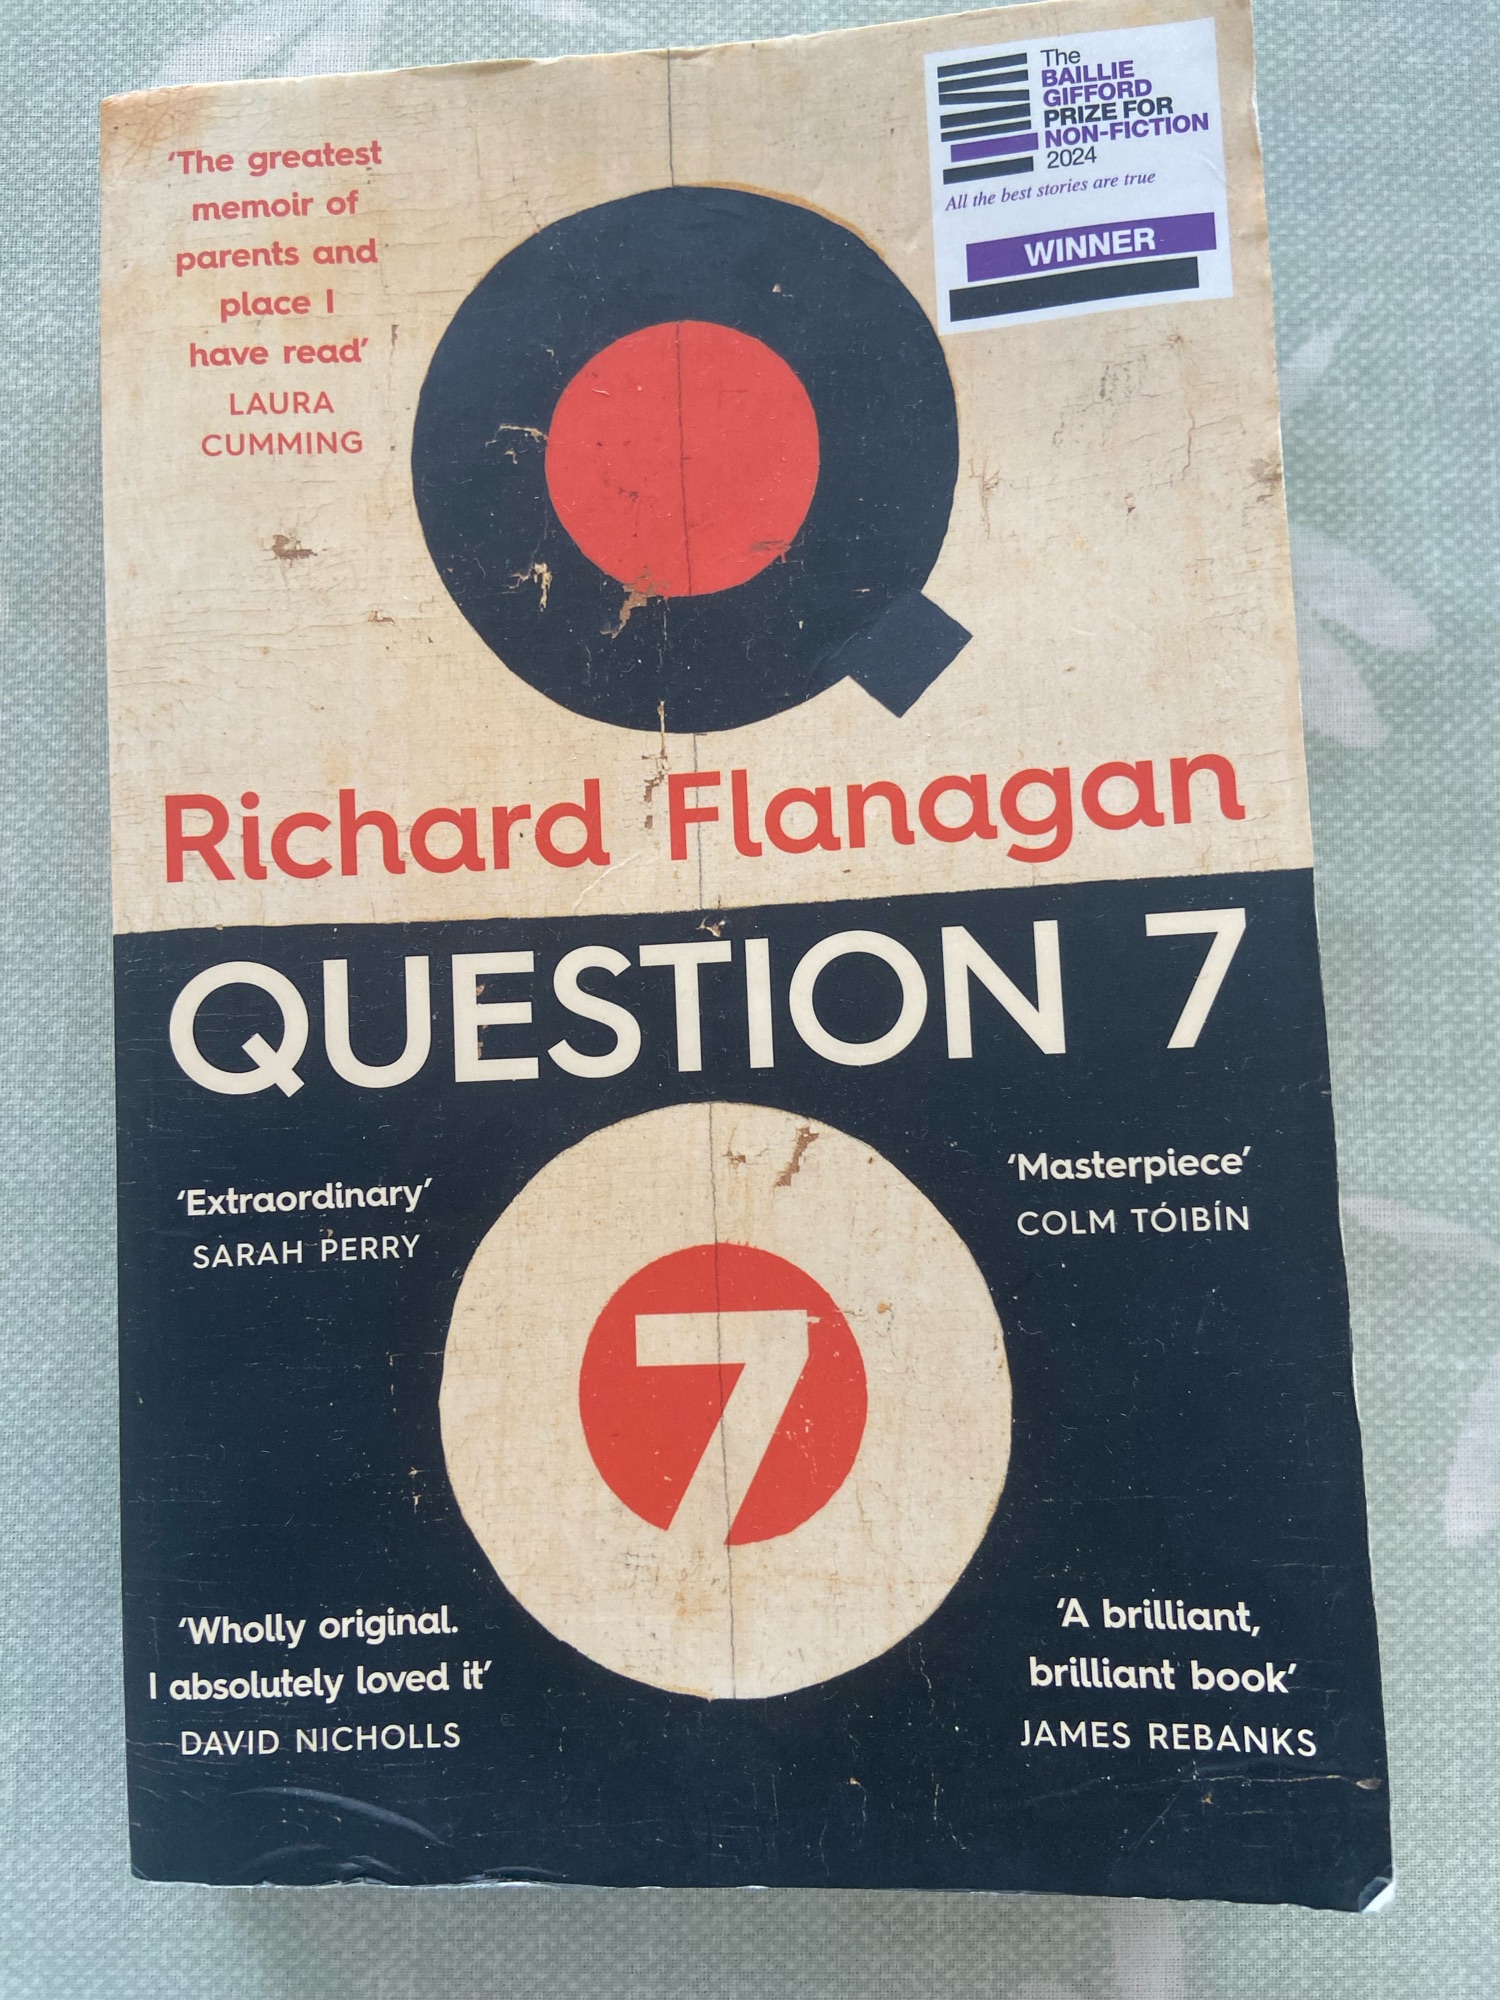 The
BAILLIE
GIFFORD
PRIZE FOR
NON-FICTION
2024
All the best stories are true
WINNER
‘The greatest
memoir of
parents and
place I
have read’
LAURA
CUMMING
Richard Flanagan
QUESTION 7
‘Extraordinary’
SARAH PERRY
‘Masterpiece’
COLM TÓIBÍN
7
‘Wholly original.
I absolutely loved it’
DAVID NICHOLLS
‘A brilliant,
brilliant book’
JAMES REBANKS